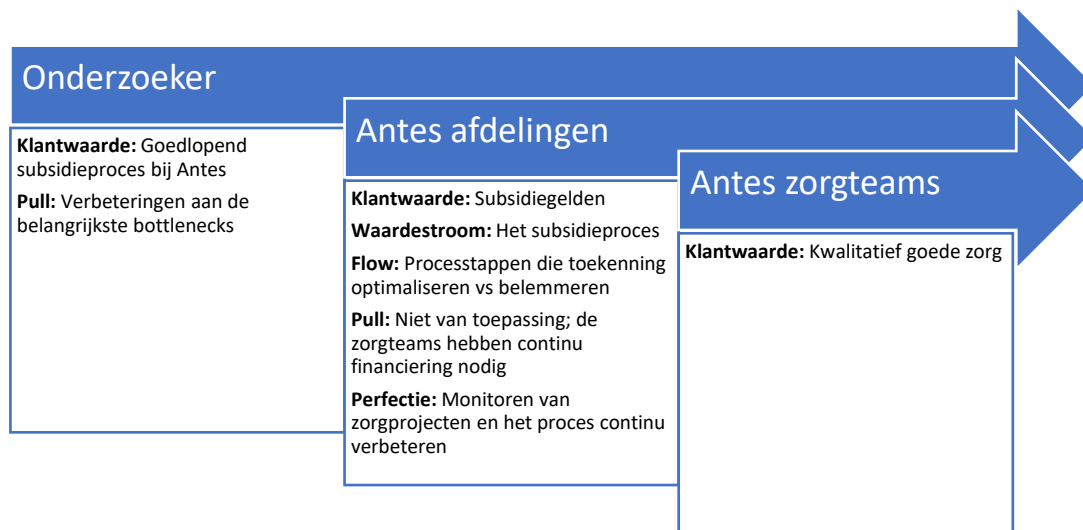 Onderzoeker
Klantwaarde: Goedlopend
subsidieproces bij Antes
Pull: Verbeteringen aan de
belangrijkste bottlenecks
Antes afdelingen
Klantwaarde: Subsidiegelden
Waardestroom: Het subsidieproces
Flow: Processtappen die toekenning
optimaliseren vs belemmeren
Pull: Niet van toepassing; de
zorgteams hebben continu
financiering nodig
Perfectie: Monitoren van
zorgprojecten en het proces continu
verbeteren
Antes zorgteams
Klantwaarde: Kwalitatief goede zorg